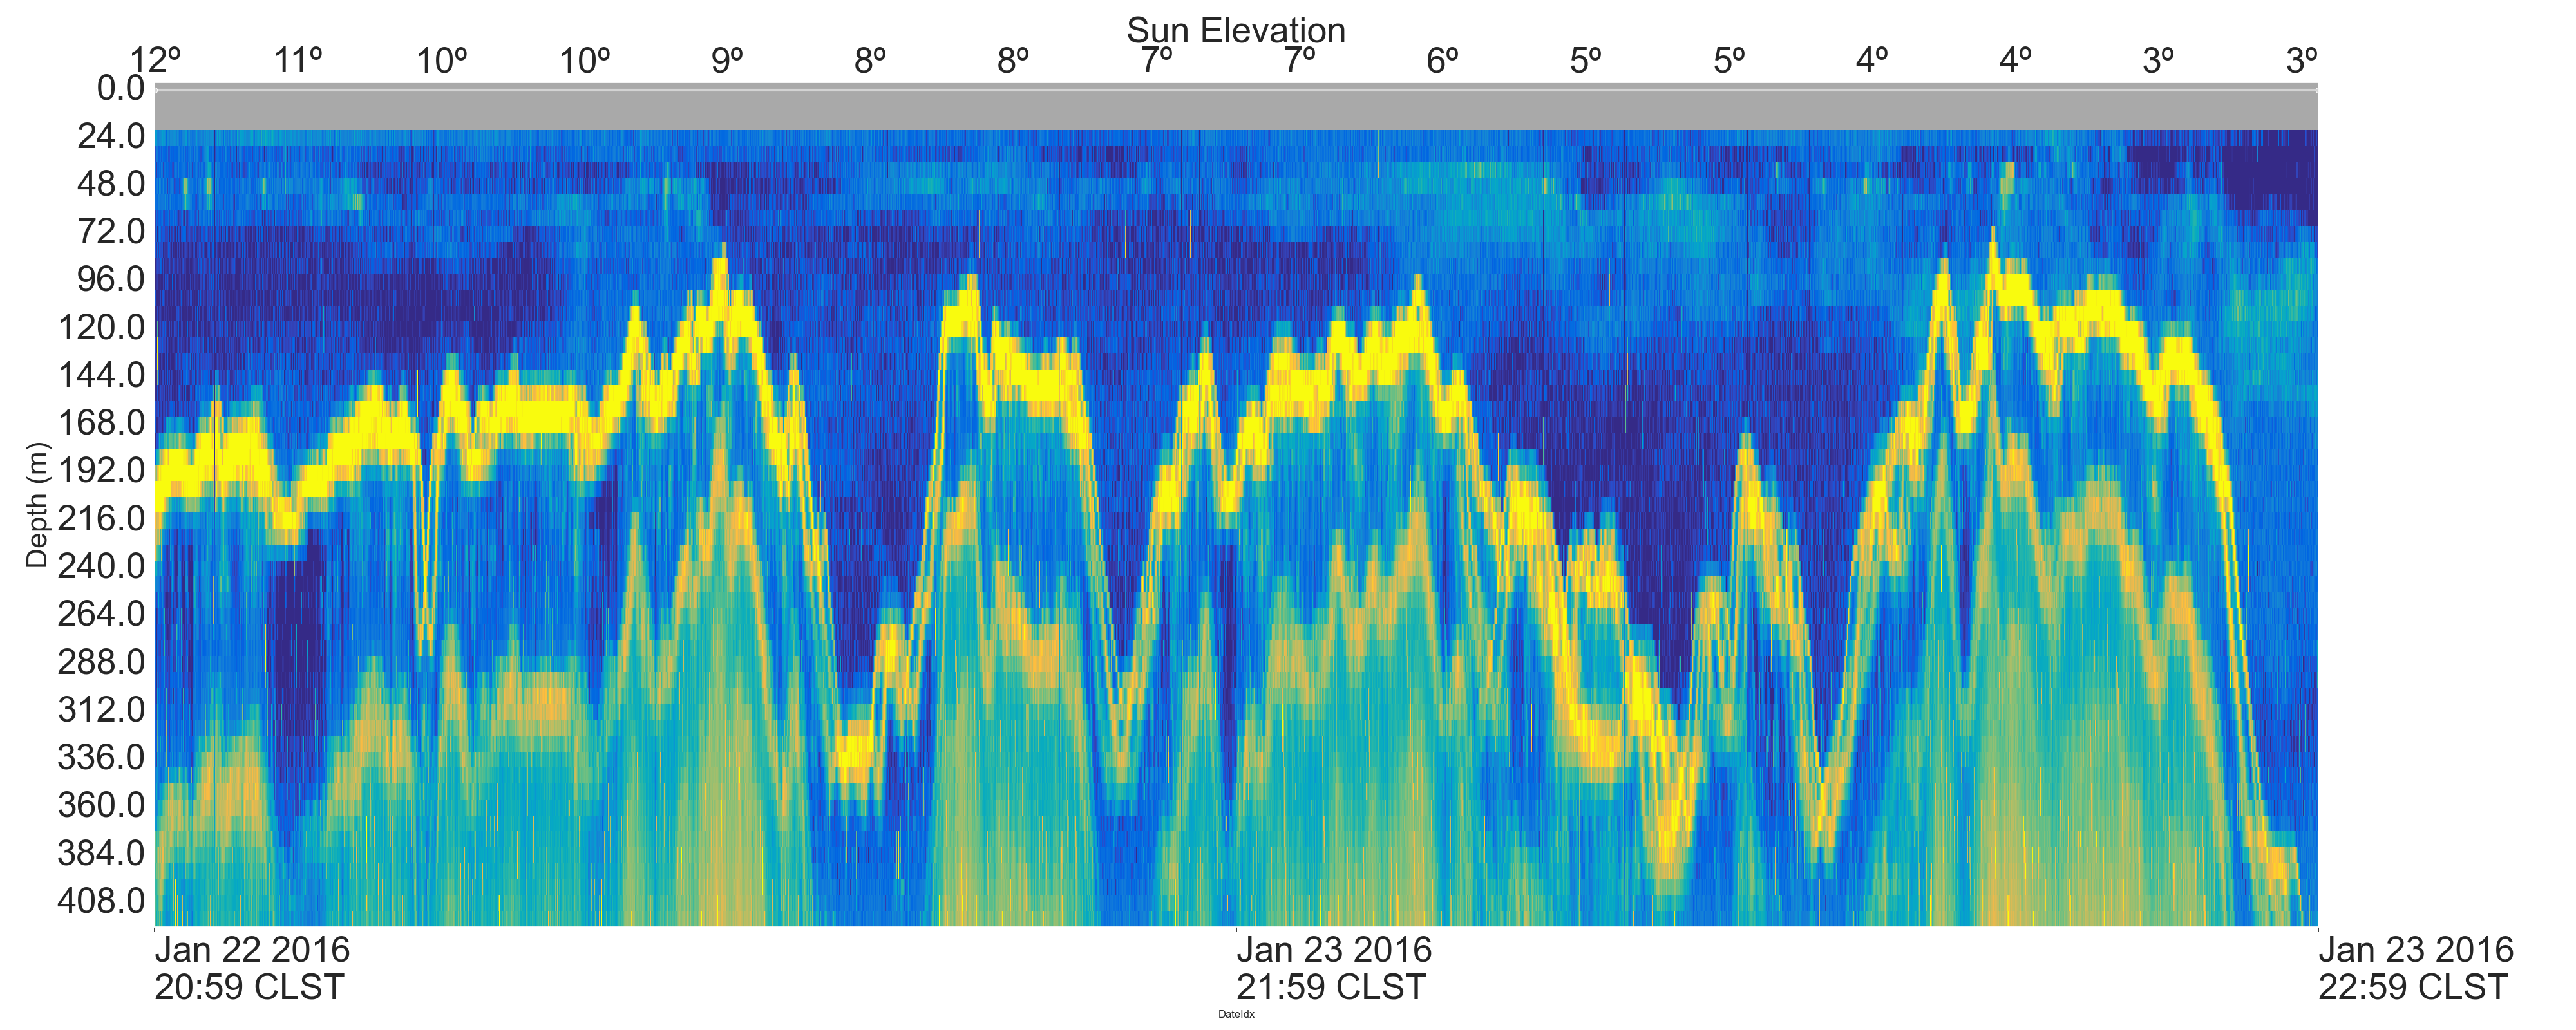 Sun Elevation
12º 11º 10º 10º 9º 8º 8º 7º 7º 6º 5º 5º 4º 4º 3º 3º
0.0
24.0
48.0
72.0
96.0
120.0
144.0
168.0
192.0
216.0
240.0
264.0
288.0
312.0
336.0
360.0
384.0
408.0
Depth (m)
Jan 22 2016
20:59 CLST
Jan 23 2016
21:59 CLST
Jan 23 2016
22:59 CLST
DateIdx